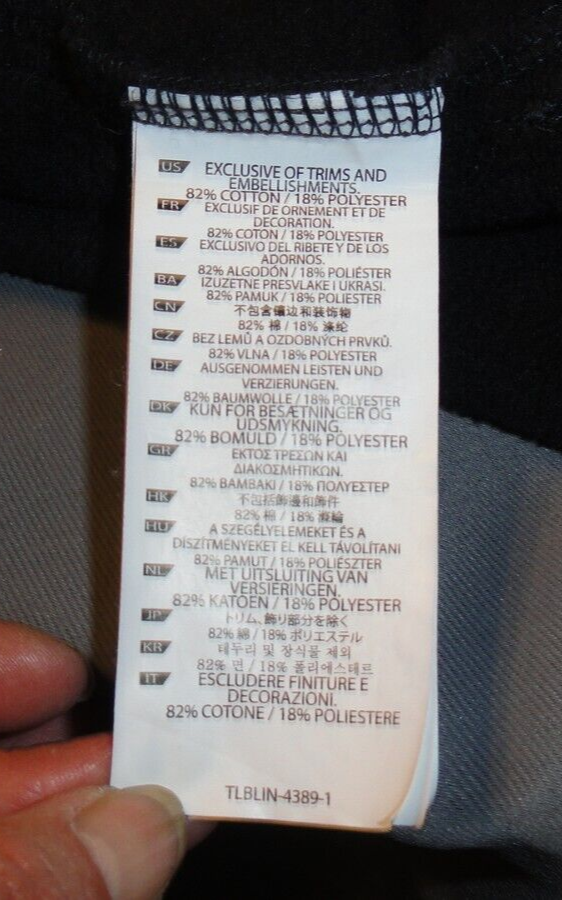 US EXCLUSIVE OF TRIMS AND
EMBELLISHMENTS.
82% COTTON / 18% POLYESTER
FR EXCLUSIF DE ORNEMENT ET DE
DECORATION.
82% COTON / 18% POLYESTER
ES EXCLUSIVO DEL RIBETE Y DE LOS
ADORNOS.
82% ALGODÓN / 18% POLIÉSTER
BA IZUZETNE PRESVLAKE I UKRASI.
82% PAMUK / 18% POLIESTER
CN 不包含镶边和装饰物
82% 棉 / 18% 涤纶
CZ BEZ LEMŮ A OZDOBNÝCH PRVKŮ.
82% VLNA / 18% POLYESTER
DE AUSGENOMMEN LEISTEN UND
VERZIERUNGEN.
82% BAUMWOLLE / 18% POLYESTER
DK KUN FOR BESÆTNINGER OG
UDSMYKNING.
82% BOMULD / 18% POLYESTER
GR ΕΚΤΟΣ ΤΡΕΣΩΝ ΚΑΙ
ΔΙΑΚΟΣΜΗΤΙΚΩΝ.
82% ΒΑΜΒΑΚΙ / 18% ΠΟΛΥΕΣΤΕΡ
HK 不包括飾邊和飾件
82% 棉 / 18% 滌綸
HU A SZEGÉLYELEMEKET ÉS A
DÍSZÍTMÉNYEKET EL KELL TÁVOLÍTANI
82% PAMUT / 18% POLIÉSZTER
NL MET UITSLUITING VAN
VERSIERINGEN.
82% KATOEN / 18% POLYESTER
JP トリム、飾り部分を除く
82% 綿 / 18% ポリエステル
KR 테두리 및 장식물 제외
82% 면 / 18% 폴리에스테르
IT ESCLUDERE FINITURE E
DECORAZIONI.
82% COTONE / 18% POLIESTERE
TLBLIN-4389-1